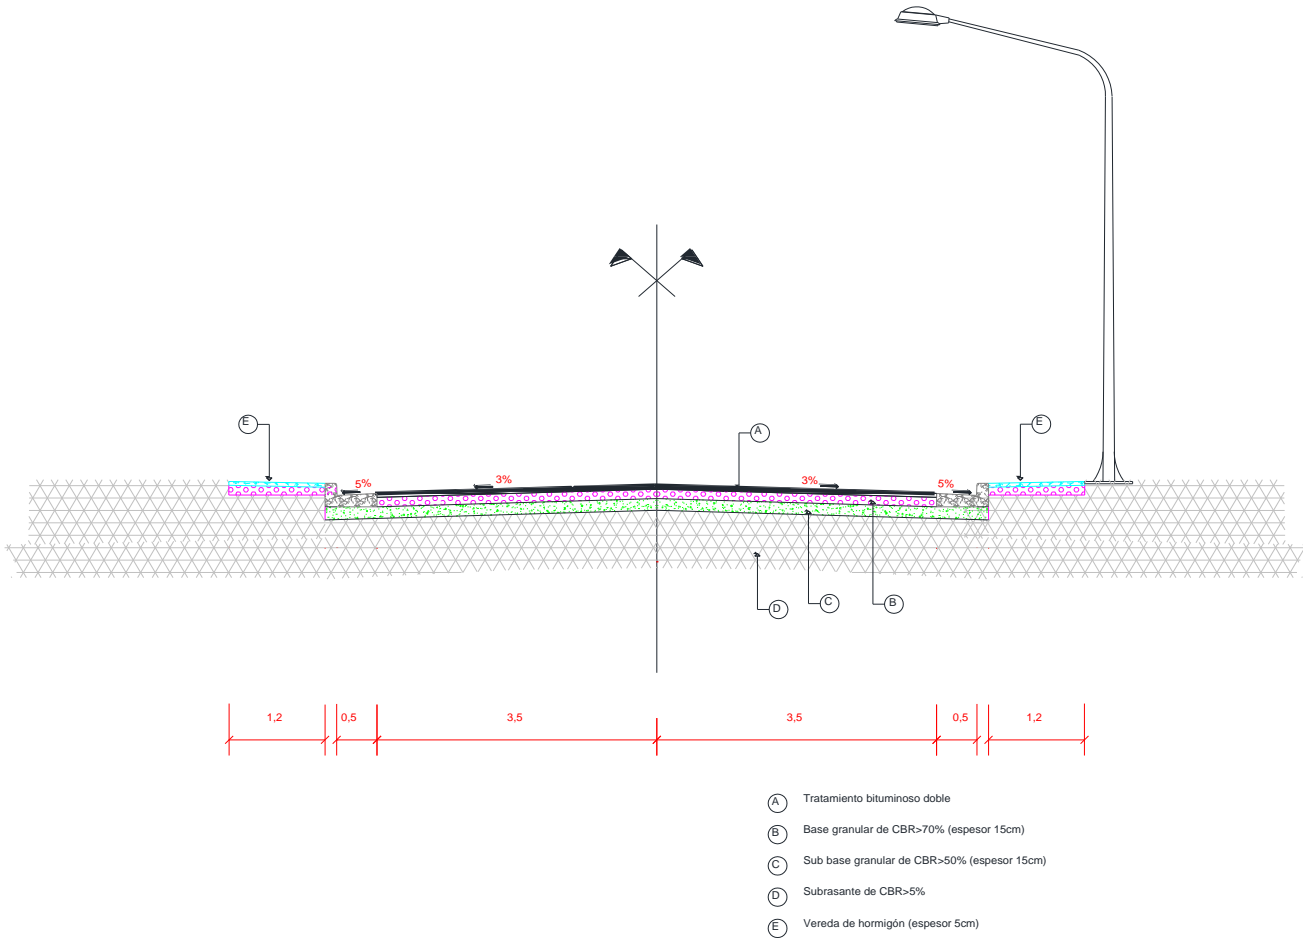 E
E
A
5%
3%
3%
5%
D
C
B
1,2
0,5
3,5
3,5
0,5
1,2
A Tratamiento bituminoso doble
B Base granular de CBR>70% (espesor 15cm)
C Sub base granular de CBR>50% (espesor 15cm)
D Subrasante de CBR>5%
E Vereda de hormigón (espesor 5cm)